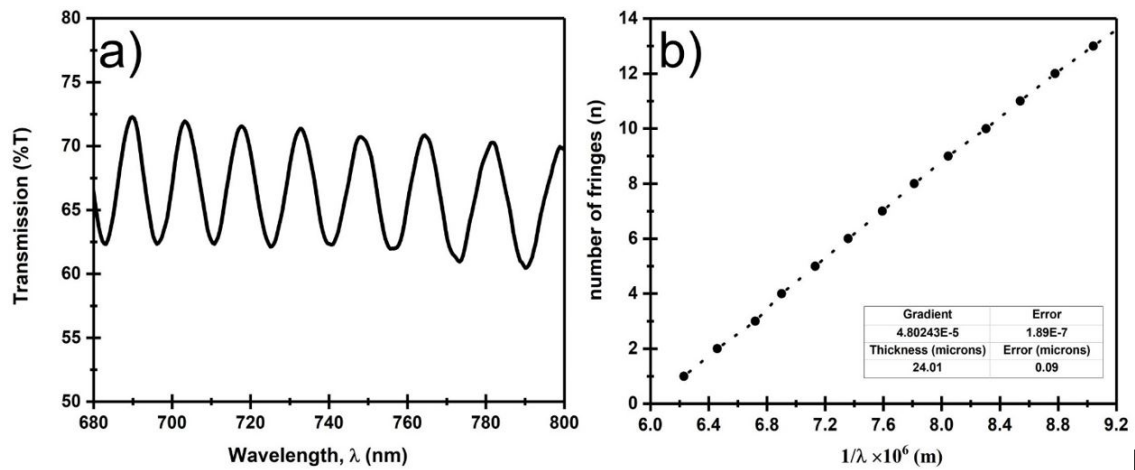 a)
Transmission (%T)
80
75
70
65
60
55
50
680 700 720 740 760 780 800
Wavelength, λ (nm)
b)
number of fringes (n)
14
12
10
8
6
4
2
0
6.0 6.4 6.8 7.2 7.6 8.0 8.4 8.8 9.2
1/λ ×10⁶ (m)
Gradient Error
4.80243E-5 1.89E-7
Thickness (microns) Error (microns)
24.01 0.09